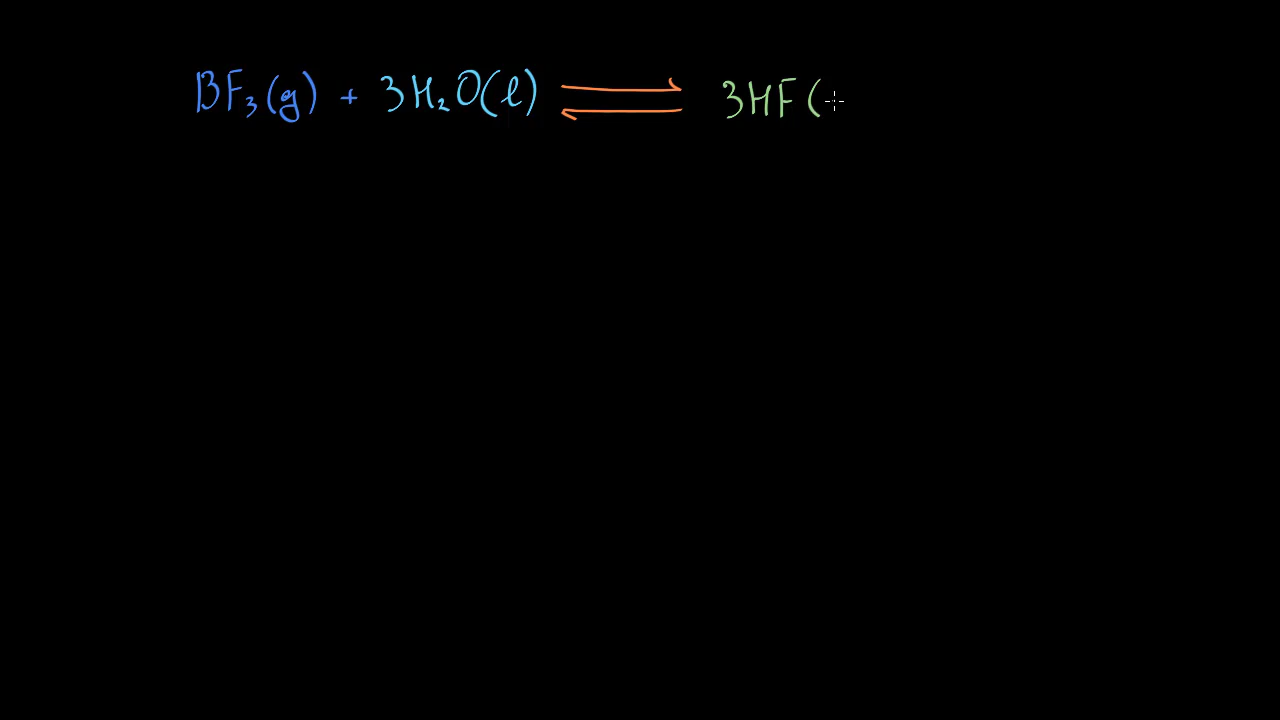 BF₃(g) + 3H₂O(l) ⇌ 3HF(